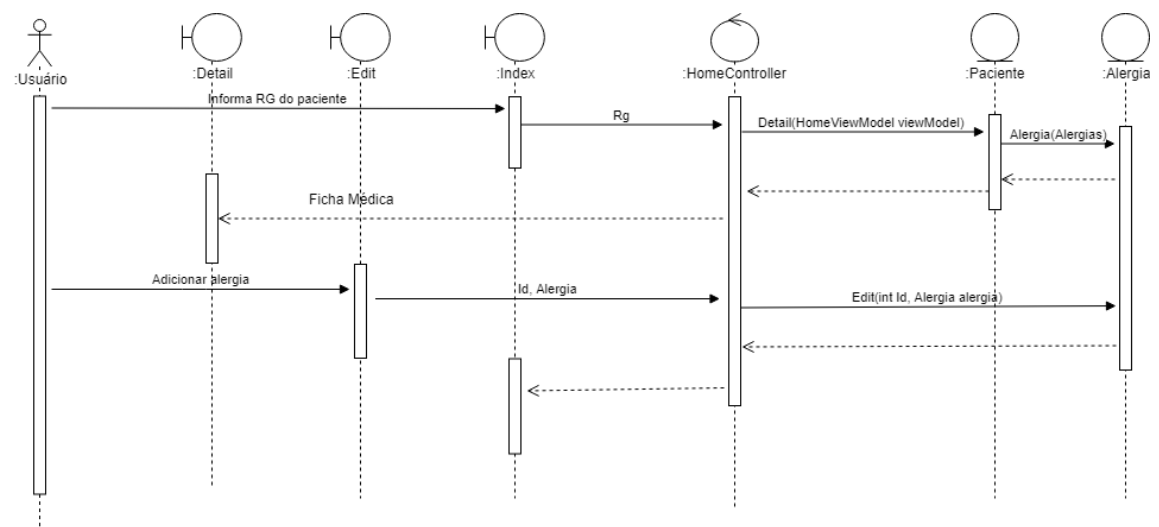 :Usuário
:Detail
:Edit
:Index
:HomeController
:Paciente
:Alergia
Informa RG do paciente
Rg
Detail(HomeViewModel viewModel)
Alergia(Alergias)
Ficha Médica
Adicionar alergia
Id, Alergia
Edit(int Id, Alergia alergia)